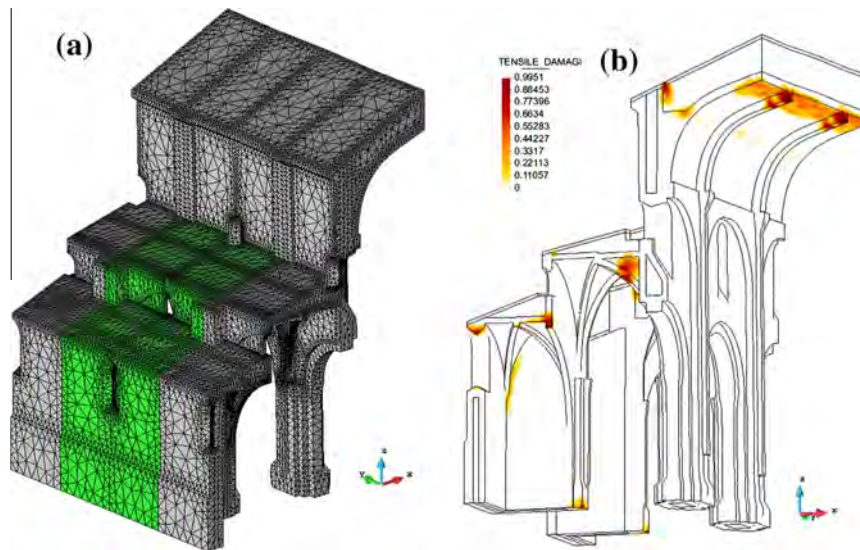 (a)
(b)
TENSILE_DAMAGI
0.9951
0.88453
0.77396
0.6634
0.55283
0.44227
0.3317
0.22113
0.11057
0
z
Y
x
z
Y
x